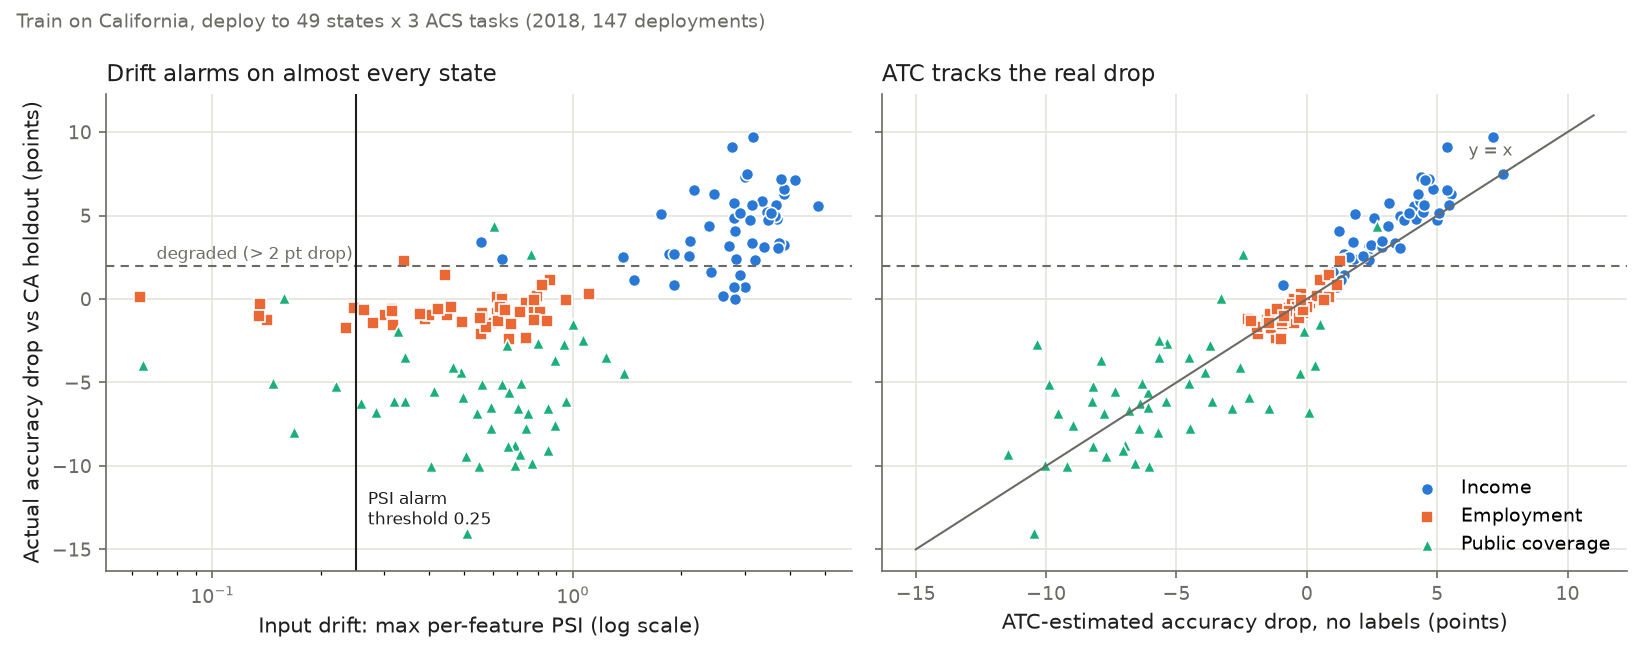 Train on California, deploy to 49 states x 3 ACS tasks (2018, 147 deployments)
Drift alarms on almost every state
ATC tracks the real drop
Actual accuracy drop vs CA holdout (points)
10
5
0
−5
−10
−15
degraded (> 2 pt drop)
PSI alarm
threshold 0.25
10⁻¹
10⁰
Input drift: max per-feature PSI (log scale)
y = x
Income
Employment
Public coverage
−15
−10
−5
0
5
10
ATC-estimated accuracy drop, no labels (points)